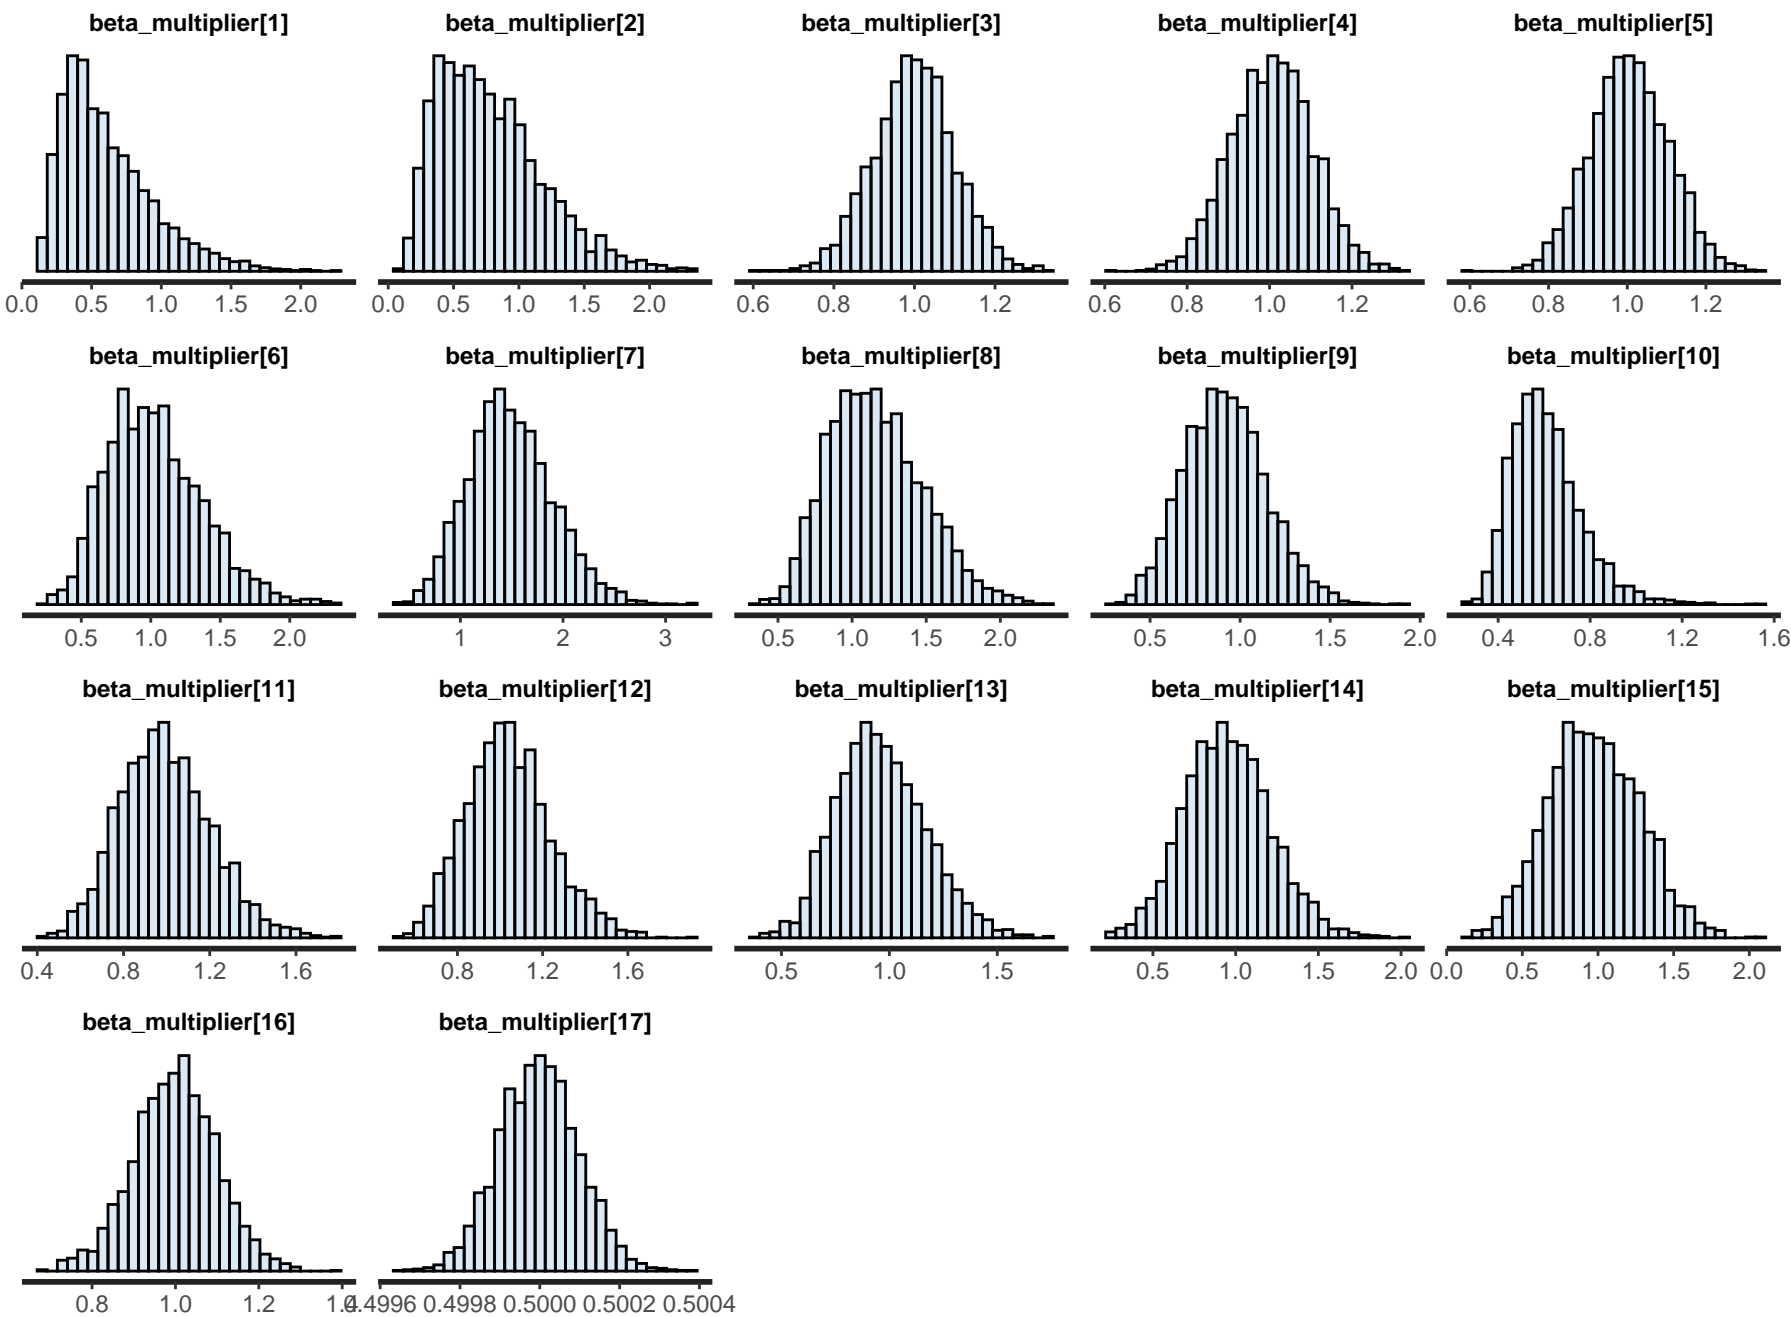 beta_multiplier[1] beta_multiplier[2] beta_multiplier[3] beta_multiplier[4] beta_multiplier[5]
0.0 0.5 1.0 1.5 2.0 0.0 0.5 1.0 1.5 2.0 0.6 0.8 1.0 1.2 0.6 0.8 1.0 1.2 0.6 0.8 1.0 1.2
beta_multiplier[6] beta_multiplier[7] beta_multiplier[8] beta_multiplier[9] beta_multiplier[10]
0.5 1.0 1.5 2.0 1 2 3 0.5 1.0 1.5 2.0 0.5 1.0 1.5 2.0 0.4 0.8 1.2 1.6
beta_multiplier[11] beta_multiplier[12] beta_multiplier[13] beta_multiplier[14] beta_multiplier[15]
0.4 0.8 1.2 1.6 0.8 1.2 1.6 0.5 1.0 1.5 0.5 1.0 1.5 2.0 0.0 0.5 1.0 1.5 2.0
beta_multiplier[16] beta_multiplier[17]
0.8 1.0 1.2 1.4 0.4996 0.4998 0.5000 0.5002 0.5004